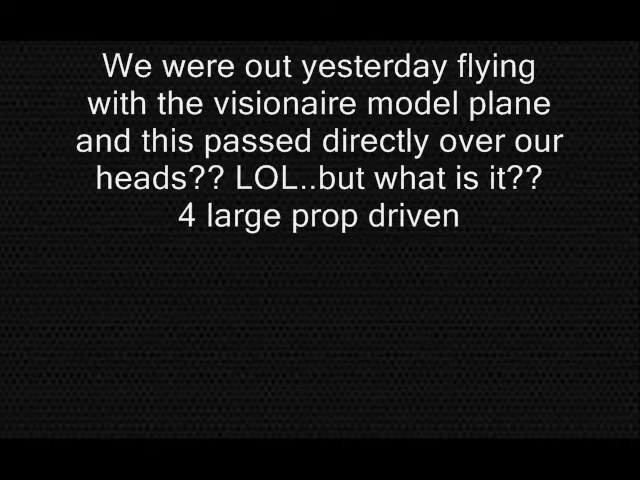 We were out yesterday flying
with the visionaire model plane
and this passed directly over our
heads?? LOL..but what is it??
4 large prop driven